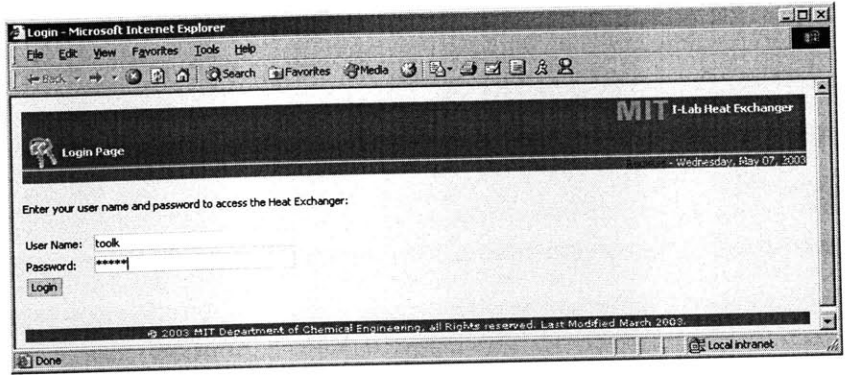 Login - Microsoft Internet Explorer
File Edit View Favorites Tools Help
Back Search Favorites Media
MIT I-Lab Heat Exchanger
Login Page
- Wednesday, May 07, 2003
Enter your user name and password to access the Heat Exchanger:
User Name: toolk
Password: *****
Login
© 2003 MIT Department of Chemical Engineering, all Rights reserved. Last Modified March 2003.
Done Local intranet